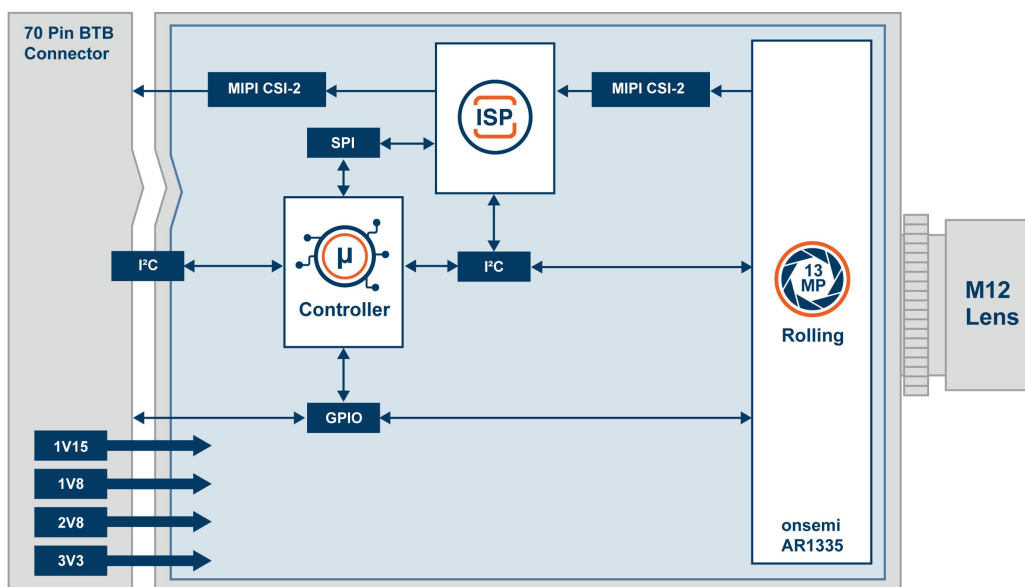 70 Pin BTB
Connector
MIPI CSI-2
ISP
MIPI CSI-2
SPI
I²C
µ
Controller
I²C
13
MP
Rolling
M12
Lens
GPIO
1V15
1V8
2V8
3V3
onsemi
AR1335